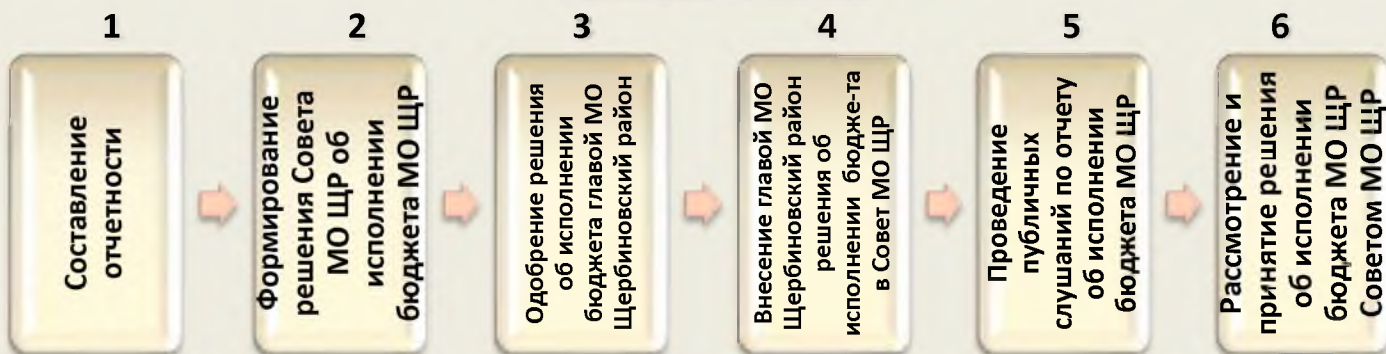 1
2
3
4
5
6
Составление
отчетности
Формирование
решения Совета
МО ЩР об
исполнении
бюджета МО ЩР
Одобрение решения
об исполнении
бюджета главой МО
Щербиновский район
Внесение главой МО
Щербиновский район
решения об
исполнении бюдже-та
в Совет МО ЩР
Проведение
публичных
слушаний по отчету
об исполнении
бюджета МО ЩР
Рассмотрение и
принятие решения
об исполнении
бюджета МО ЩР
Советом МО ЩР